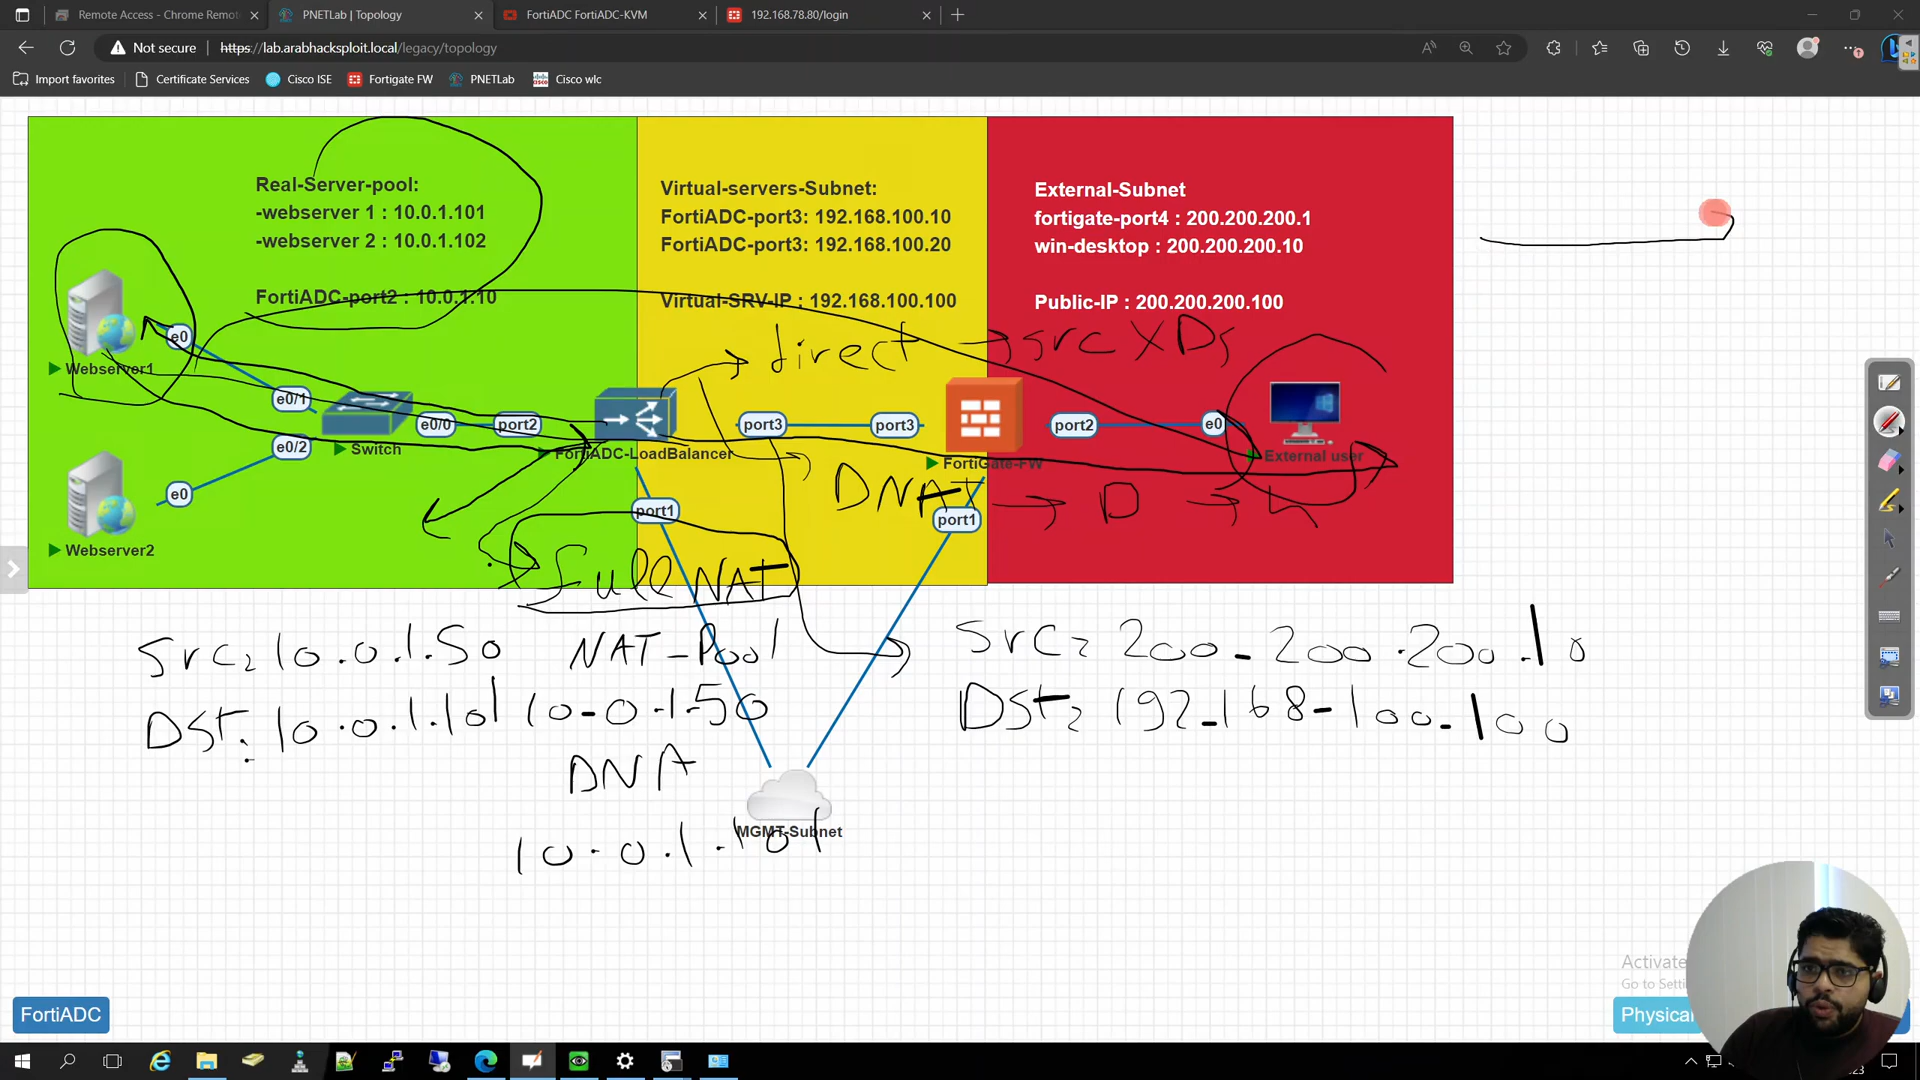 Remote Access - Chrome Remot
PNETLab | Topology
FortiADC FortiADC-KVM
192.168.78.80/login
Not secure
https://lab.arabhacksploit.local/legacy/topology
Import favorites
Certificate Services
Cisco ISE
Fortigate FW
PNETLab
Cisco wlc
Real-Server-pool:
-webserver 1 : 10.0.1.101
-webserver 2 : 10.0.1.102
FortiADC-port2 : 10.0.1.10
Virtual-servers-Subnet:
FortiADC-port3: 192.168.100.10
FortiADC-port3: 192.168.100.20
Virtual-SRV-IP : 192.168.100.100
External-Subnet
fortigate-port4 : 200.200.200.1
win-desktop : 200.200.200.10
Public-IP : 200.200.200.100
direct → src X Ds
e0
Webserver1
e0/1
Switch
e0/0
port2
FortiADC-LoadBalancer
port3
port3
FortiGate-FW
port2
e0
External user
e0/2
e0
Webserver2
port1
port1
DNAT → D →
full NAT
Src: 10.0.1.50
NAT-Pool
Src: 200-200.200.10
Dst: 10.0.1.101
10-0.1.50
Dst: 192-168-100-100
DNA
MGMT-Subnet
10.0.1.101
Activate
Go to Setti
FortiADC
Physical
23